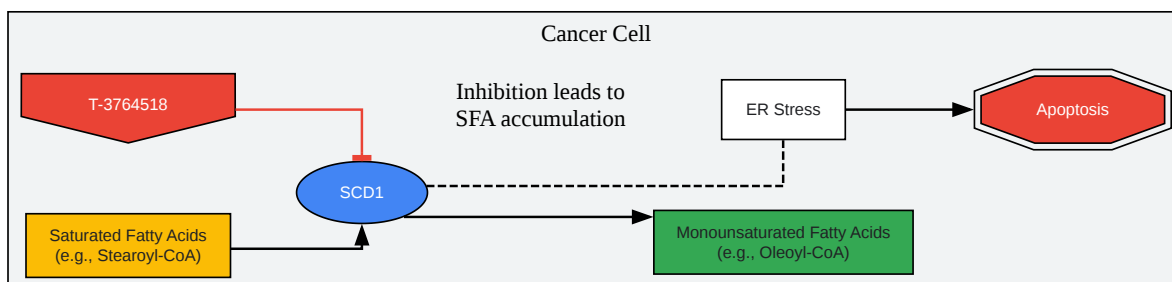 Cancer Cell
T-3764518
Inhibition leads to
SFA accumulation
ER Stress
Apoptosis
SCD1
Saturated Fatty Acids
(e.g., Stearoyl-CoA)
Monounsaturated Fatty Acids
(e.g., Oleoyl-CoA)